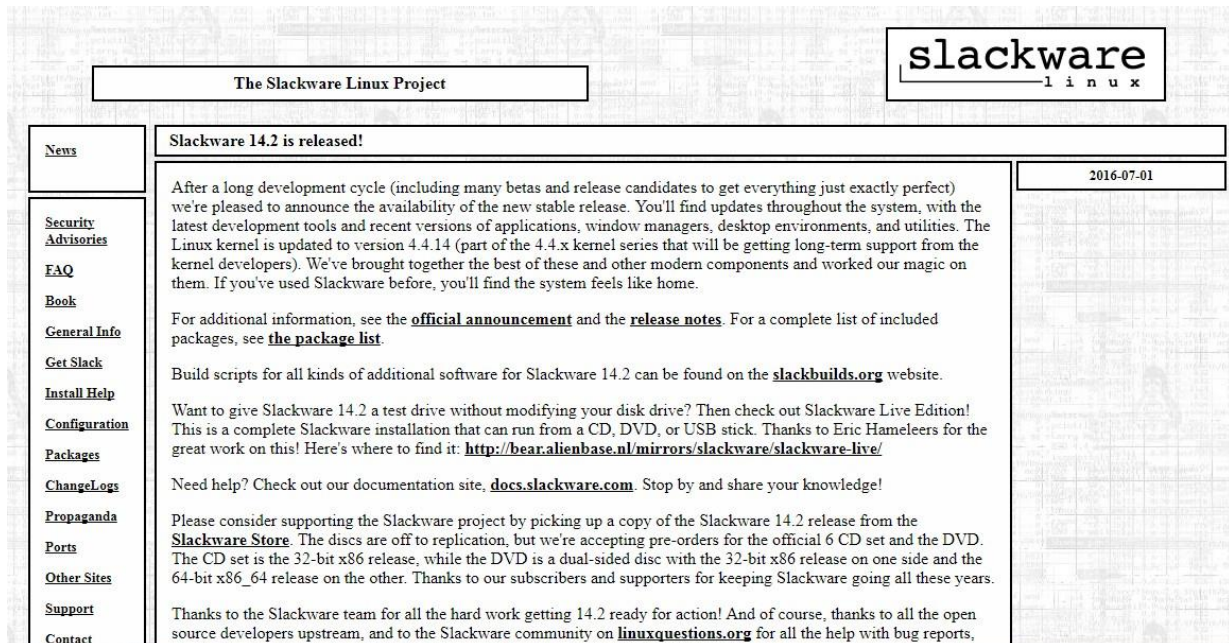 slackware
linux
The Slackware Linux Project
News
Security
Advisories
FAQ
Book
General Info
Get Slack
Install Help
Configuration
Packages
ChangeLogs
Propaganda
Ports
Other Sites
Support
Contact
Slackware 14.2 is released!
2016-07-01
After a long development cycle (including many betas and release candidates to get everything just exactly perfect)
we're pleased to announce the availability of the new stable release. You'll find updates throughout the system, with the
latest development tools and recent versions of applications, window managers, desktop environments, and utilities. The
Linux kernel is updated to version 4.4.14 (part of the 4.4.x kernel series that will be getting long-term support from the
kernel developers). We've brought together the best of these and other modern components and worked our magic on
them. If you've used Slackware before, you'll find the system feels like home.
For additional information, see the official announcement and the release notes. For a complete list of included
packages, see the package list.
Build scripts for all kinds of additional software for Slackware 14.2 can be found on the slackbuilds.org website.
Want to give Slackware 14.2 a test drive without modifying your disk drive? Then check out Slackware Live Edition!
This is a complete Slackware installation that can run from a CD, DVD, or USB stick. Thanks to Eric Hameleers for the
great work on this! Here's where to find it: http://bear.alienbase.nl/mirrors/slackware/slackware-live/
Need help? Check out our documentation site, docs.slackware.com. Stop by and share your knowledge!
Please consider supporting the Slackware project by picking up a copy of the Slackware 14.2 release from the
Slackware Store. The discs are off to replication, but we're accepting pre-orders for the official 6 CD set and the DVD.
The CD set is the 32-bit x86 release, while the DVD is a dual-sided disc with the 32-bit x86 release on one side and the
64-bit x86_64 release on the other. Thanks to our subscribers and supporters for keeping Slackware going all these years.
Thanks to the Slackware team for all the hard work getting 14.2 ready for action! And of course, thanks to all the open
source developers upstream, and to the Slackware community on linuxquestions.org for all the help with bug reports,